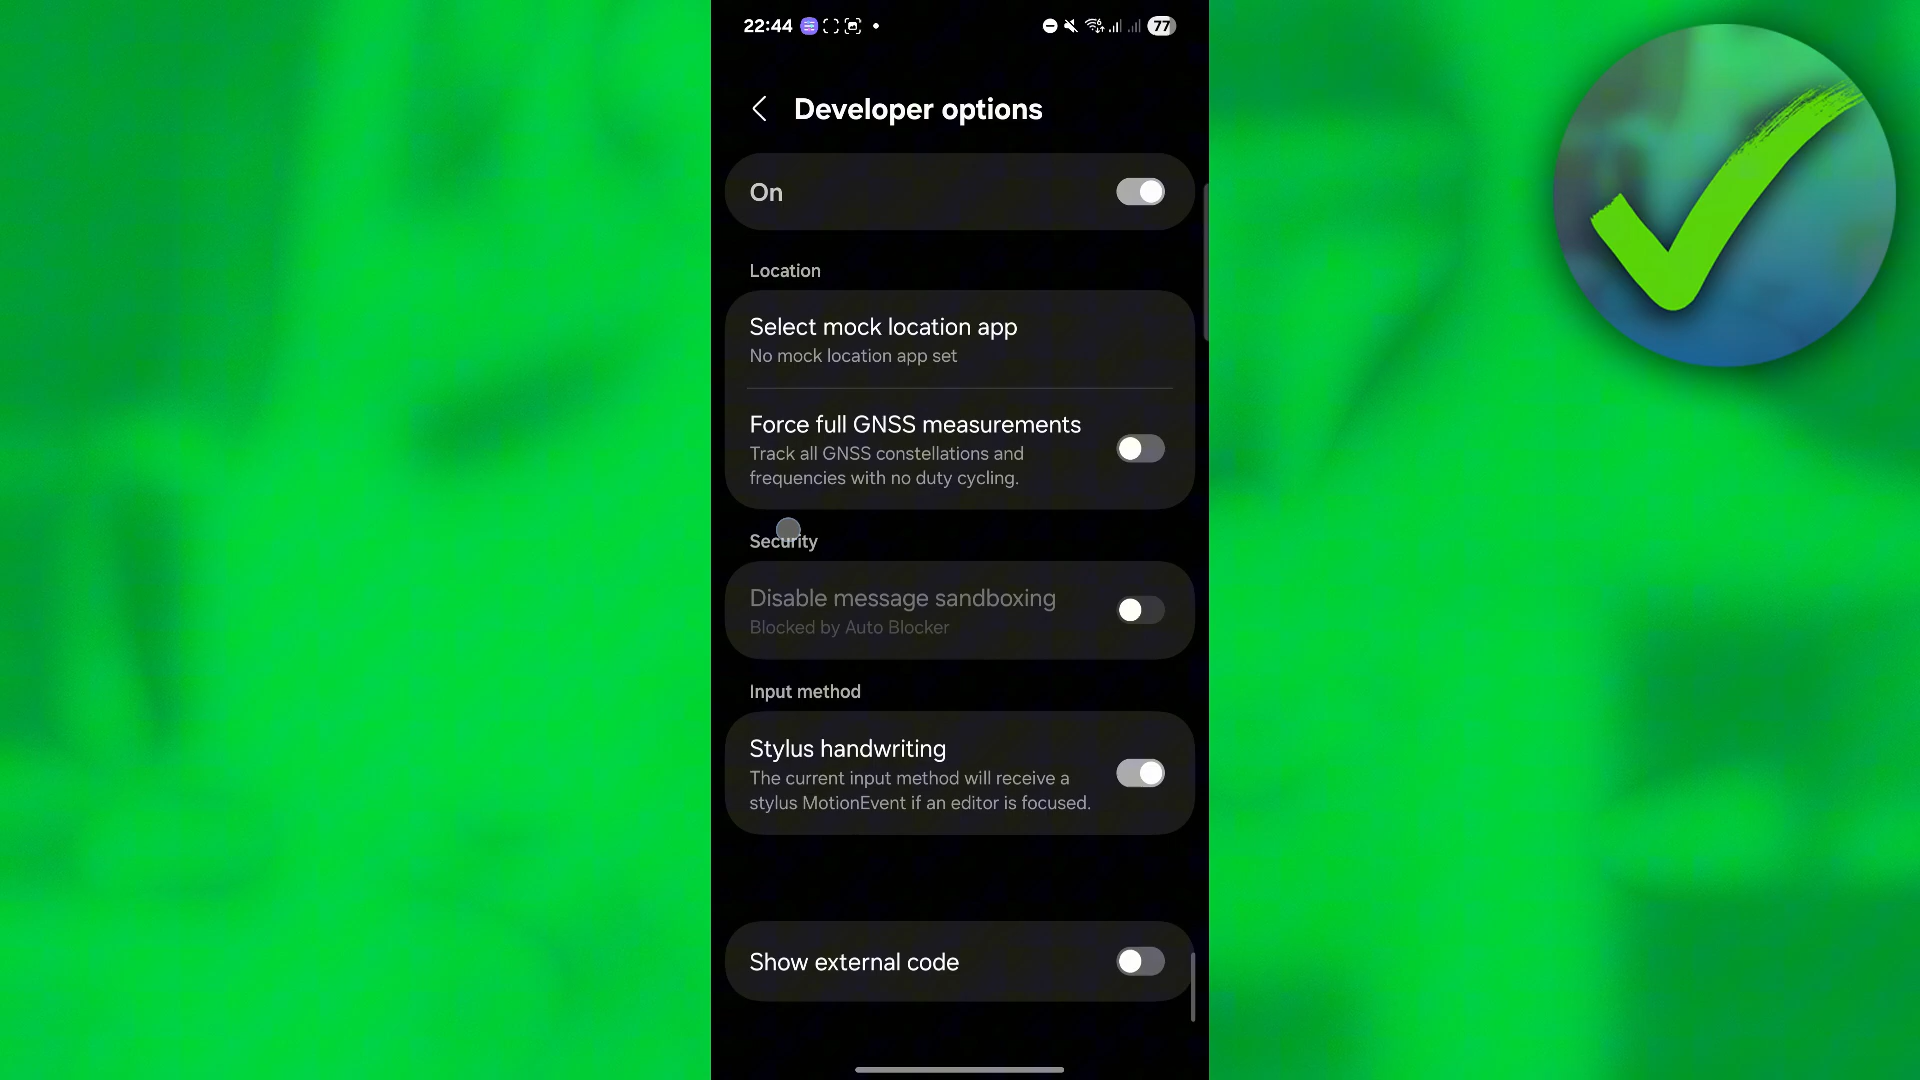 22:44
77
Developer options
On
Location
Select mock location app
No mock location app set
Force full GNSS measurements
Track all GNSS constellations and
frequencies with no duty cycling.
Security
Disable message sandboxing
Blocked by Auto Blocker
Input method
Stylus handwriting
The current input method will receive a
stylus MotionEvent if an editor is focused.
Show external code